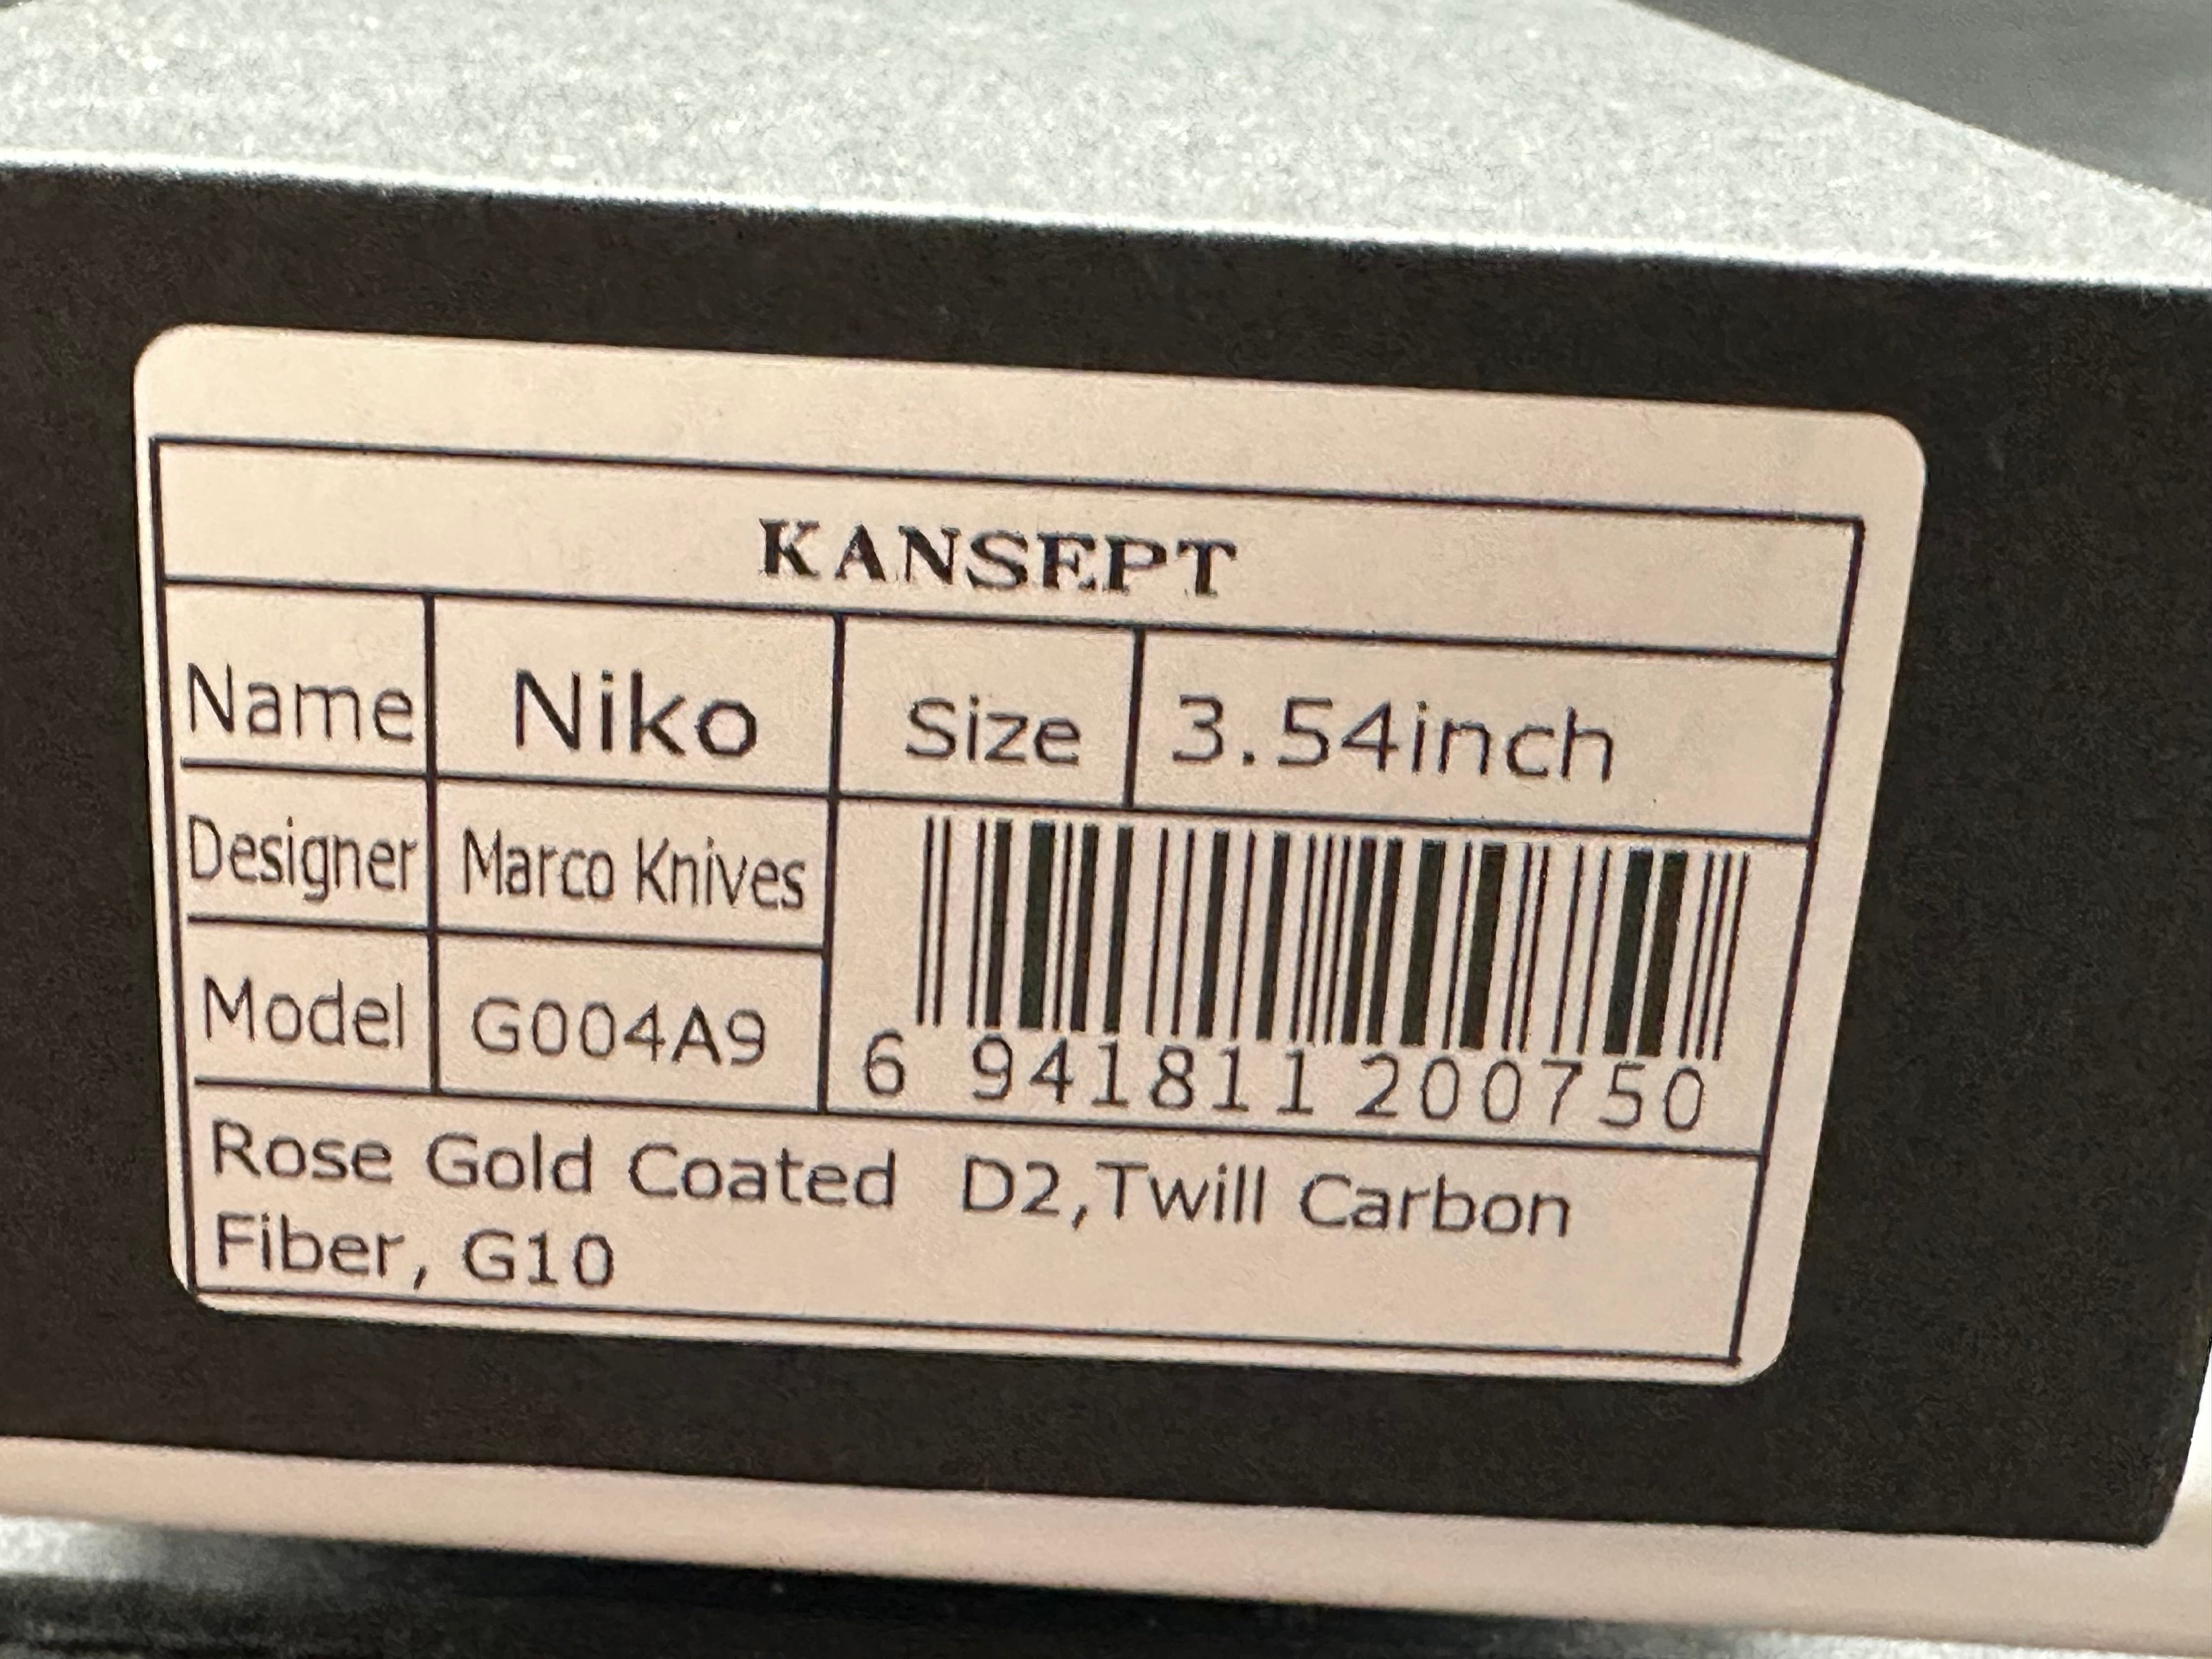 KANSEPT
Name Niko Size 3.54inch
Designer Marco Knives
Model G004A9
6 941811 200750
Rose Gold Coated D2,Twill Carbon
Fiber, G10